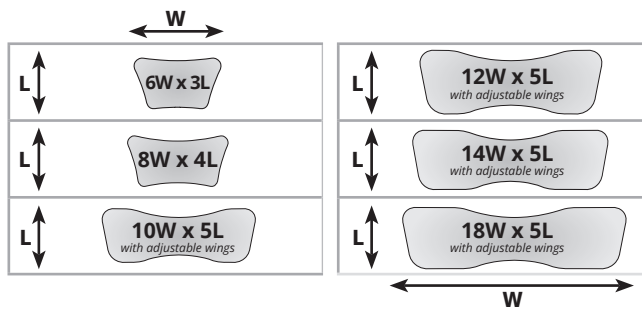 W
L
6W x 3L
L
8W x 4L
L
10W x 5L
with adjustable wings
L
12W x 5L
with adjustable wings
L
14W x 5L
with adjustable wings
L
18W x 5L
with adjustable wings
W